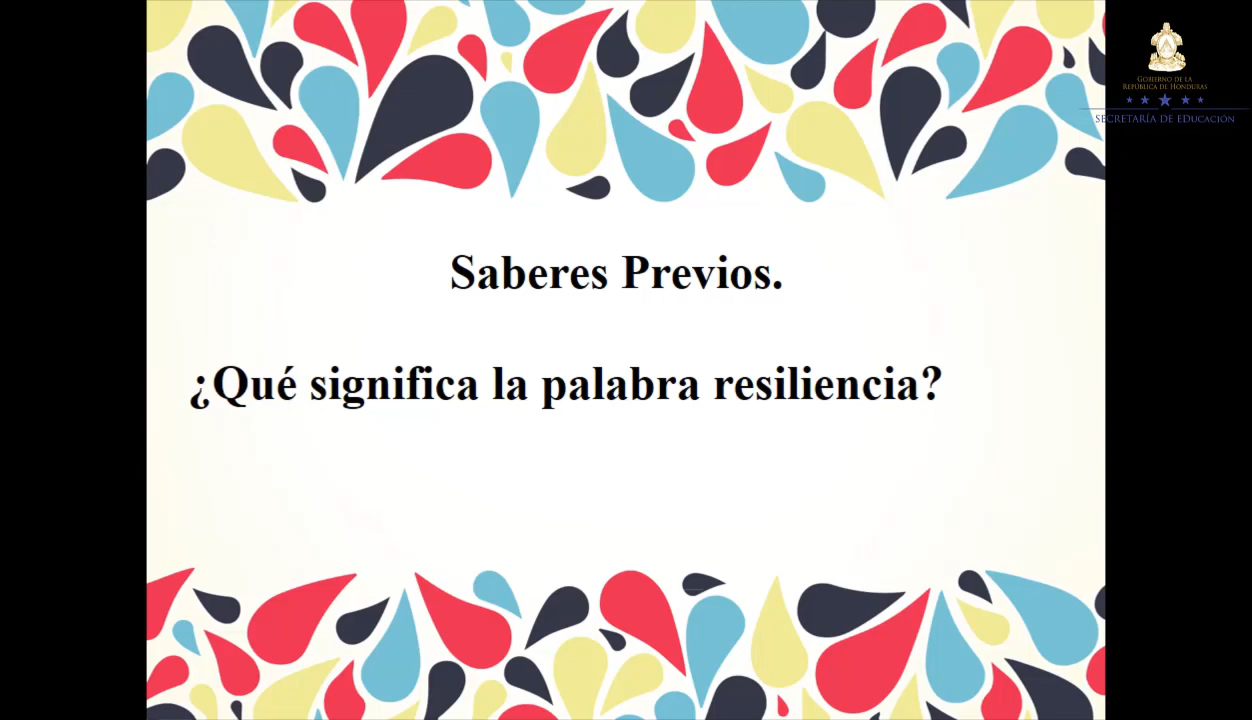 GOBIERNO DE LA
REPÚBLICA DE HONDURAS
SECRETARÍA DE EDUCACIÓN
Saberes Previos.
¿Qué significa la palabra resiliencia?